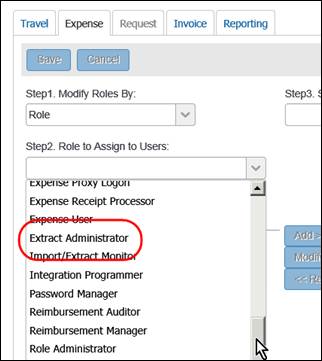 Travel Expense Request Invoice Reporting
Save Cancel
Step1. Modify Roles By: Step3. S
Role
Step2. Role to Assign to Users:
Expense Proxy Logon
Expense Receipt Processor
Expense User
Extract Administrator
Import/Extract Monitor
Integration Programmer
Password Manager
Reimbursement Auditor
Reimbursement Manager
Role Administrator
Add >
Modif
<< Re